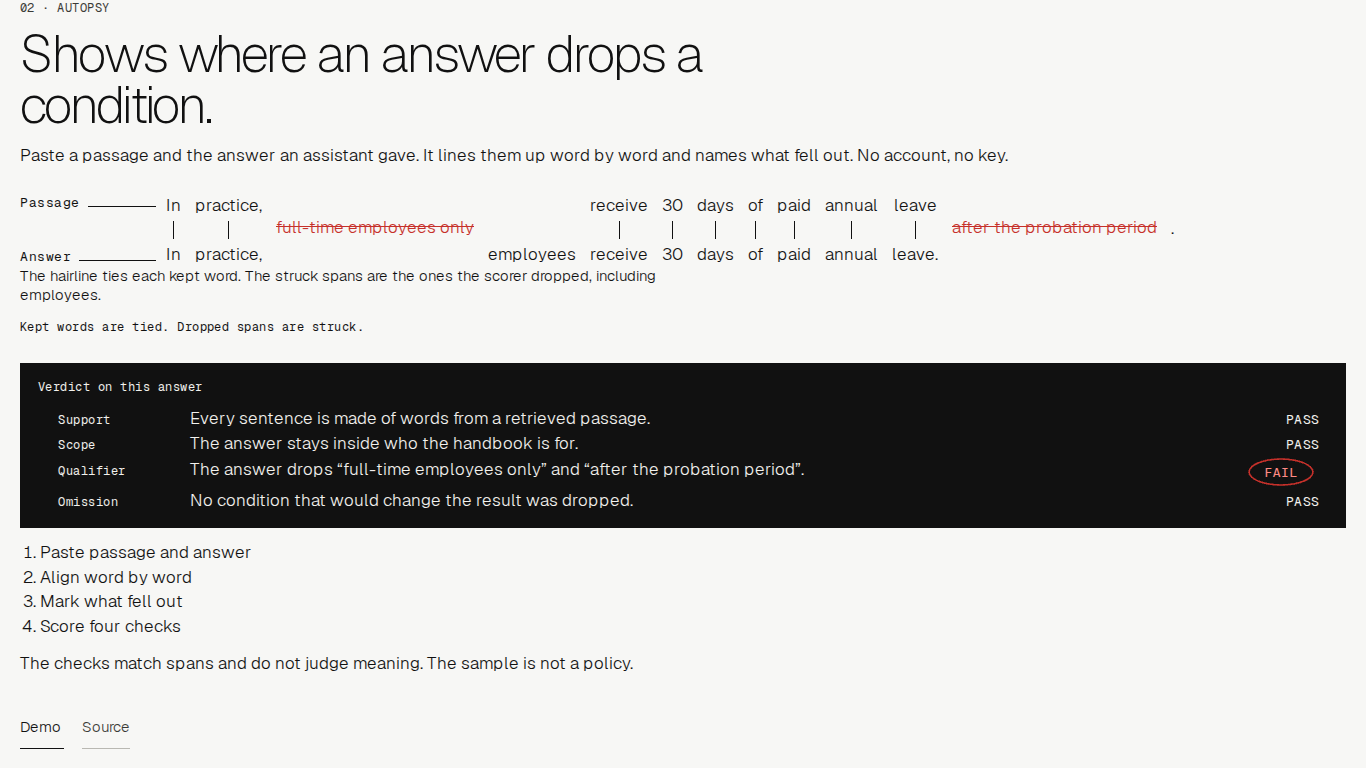 02 · AUTOPSY
Shows where an answer drops a
condition.
Paste a passage and the answer an assistant gave. It lines them up word by word and names what fell out. No account, no key.
Passage In practice, receive 30 days of paid annual leave
full-time employees only after the probation period .
Answer In practice, employees receive 30 days of paid annual leave.
The hairline ties each kept word. The struck spans are the ones the scorer dropped, including
employees.
Kept words are tied. Dropped spans are struck.
Verdict on this answer
Support Every sentence is made of words from a retrieved passage. PASS
Scope The answer stays inside who the handbook is for. PASS
Qualifier The answer drops “full-time employees only” and “after the probation period”. FAIL
Omission No condition that would change the result was dropped. PASS
1. Paste passage and answer
2. Align word by word
3. Mark what fell out
4. Score four checks
The checks match spans and do not judge meaning. The sample is not a policy.
Demo Source